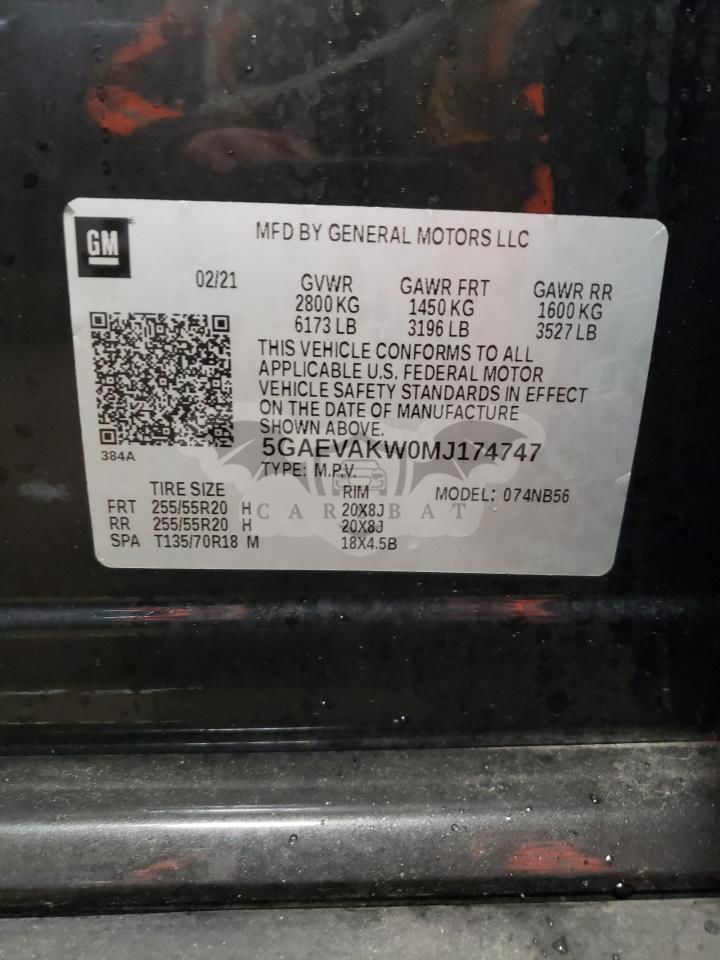 GM
MFD BY GENERAL MOTORS LLC
02/21 GVWR GAWR FRT GAWR RR
2800 KG 1450 KG 1600 KG
6173 LB 3196 LB 3527 LB
THIS VEHICLE CONFORMS TO ALL
APPLICABLE U.S. FEDERAL MOTOR
VEHICLE SAFETY STANDARDS IN EFFECT
ON THE DATE OF MANUFACTURE
SHOWN ABOVE.
384A
5GAEVAKW0MJ174747
TYPE: M.P.V.
TIRE SIZE RIM MODEL: 074NB56
FRT 255/55R20 H 20X8J
CAR BAT
RR 255/55R20 H 20X8J
SPA T135/70R18 M 18X4.5B